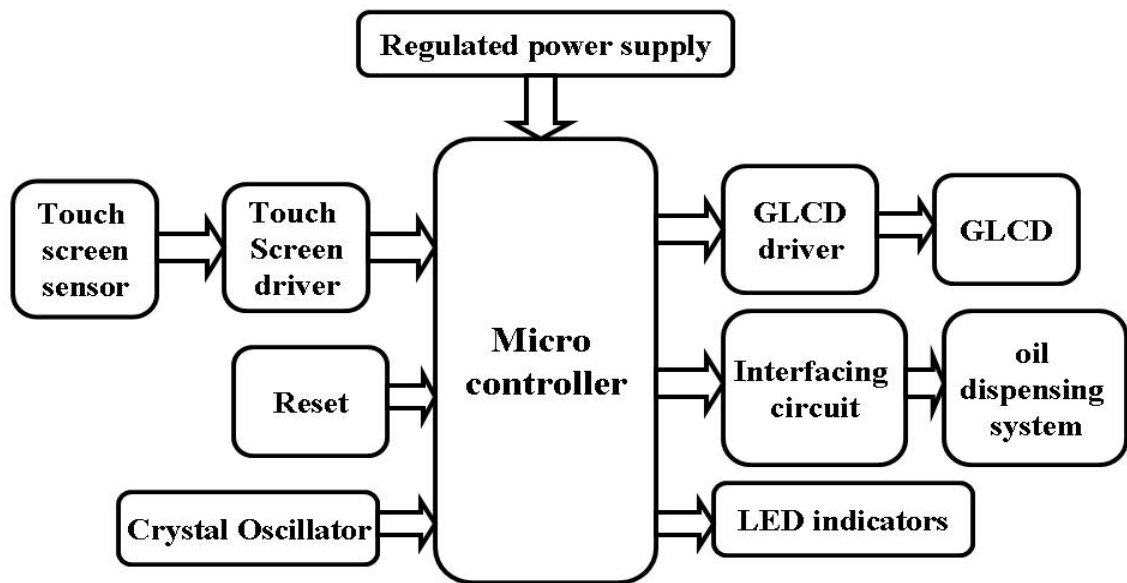 Regulated power supply
Touch
screen
sensor
Touch
Screen
driver
GLCD
driver
GLCD
Micro
controller
Reset
Interfacing
circuit
oil
dispensing
system
Crystal Oscillator
LED indicators